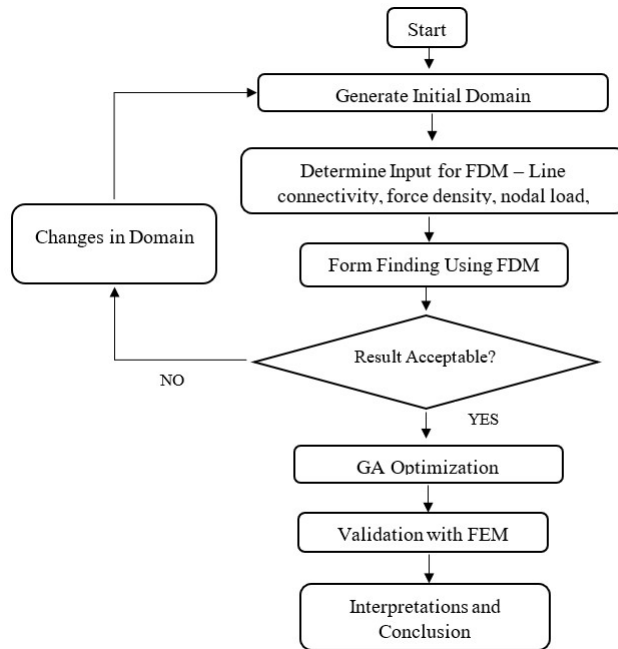 Start
Generate Initial Domain
Determine Input for FDM – Line
connectivity, force density, nodal load,
Changes in Domain
Form Finding Using FDM
Result Acceptable?
NO
YES
GA Optimization
Validation with FEM
Interpretations and
Conclusion